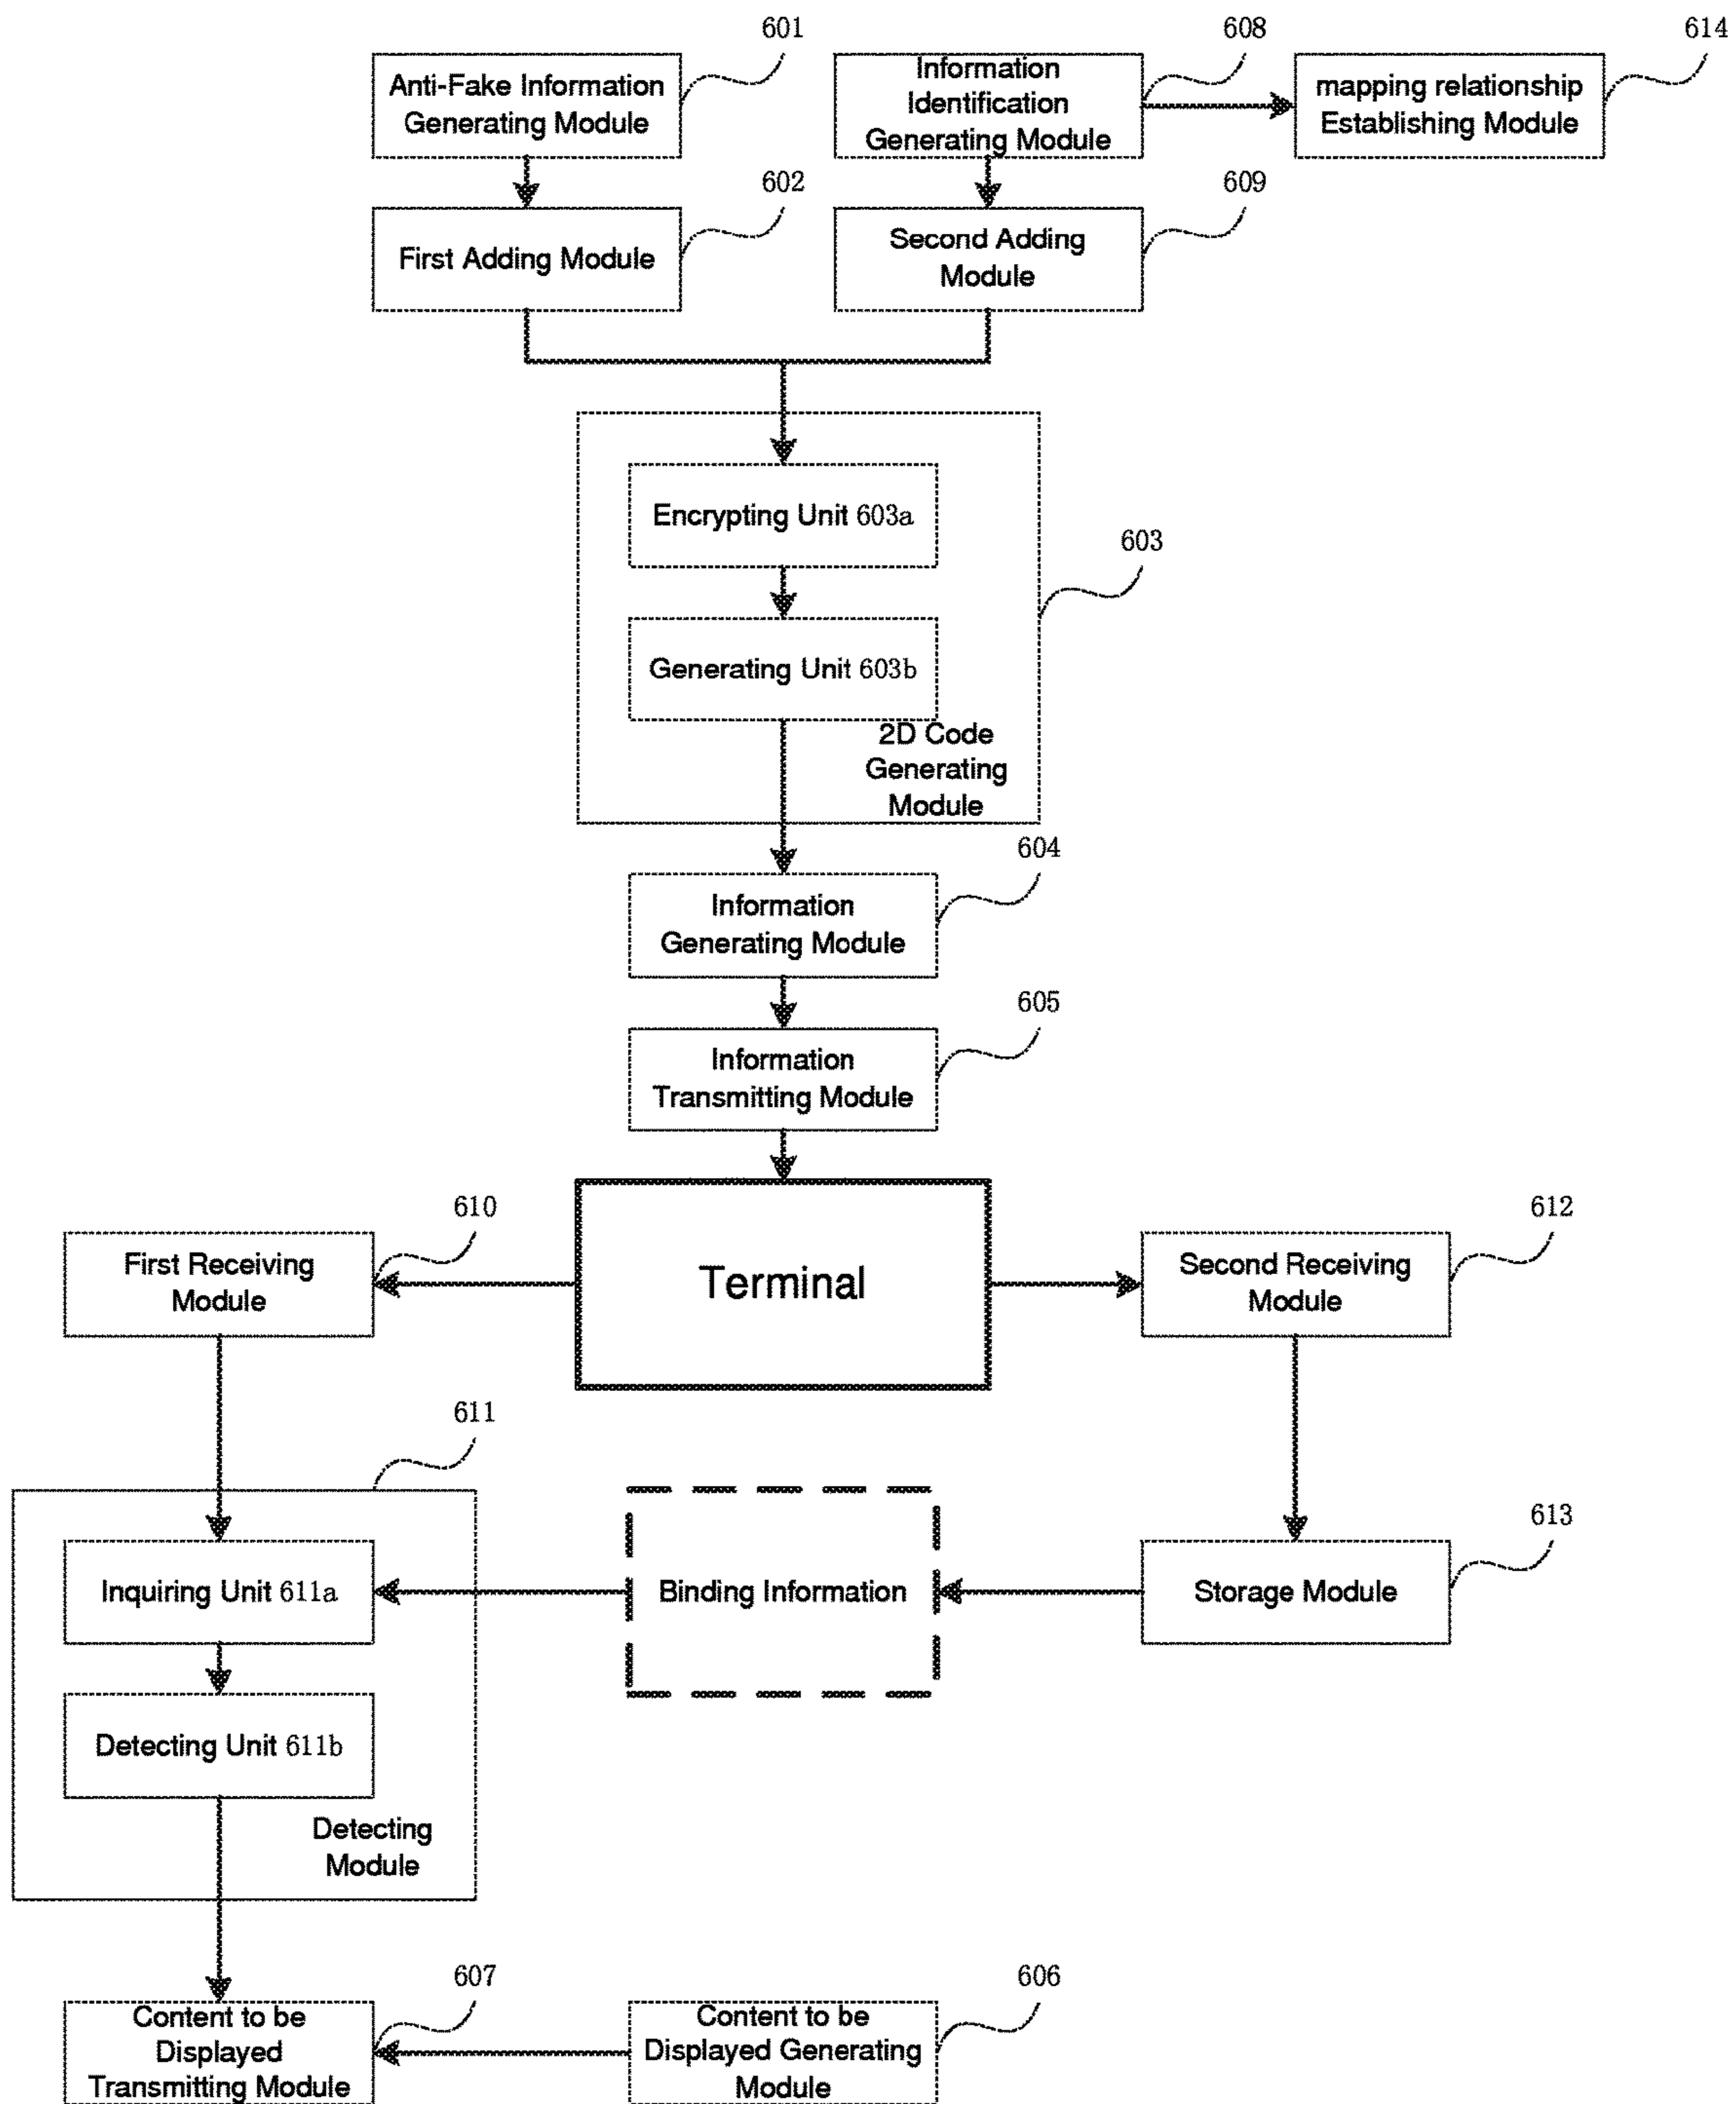 601
608
614
Anti-Fake Information
Generating Module
Information
Identification
Generating Module
mapping relationship
Establishing Module
602
609
First Adding Module
Second Adding
Module
Encrypting Unit 603a
603
Generating Unit 603b
2D Code
Generating
Module
604
Information
Generating Module
605
Information
Transmitting Module
610
612
First Receiving
Module
Terminal
Second Receiving
Module
611
613
Inquiring Unit 611a
Binding Information
Storage Module
Detecting Unit 611b
Detecting
Module
607
606
Content to be
Displayed
Transmitting Module
Content to be
Displayed Generating
Module